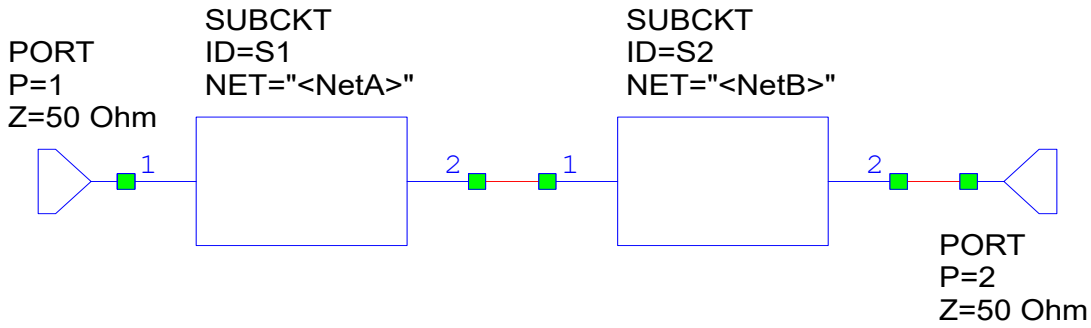 PORT
P=1
Z=50 Ohm
SUBCKT
ID=S1
NET="<NetA>"
SUBCKT
ID=S2
NET="<NetB>"
1
2
1
2
PORT
P=2
Z=50 Ohm